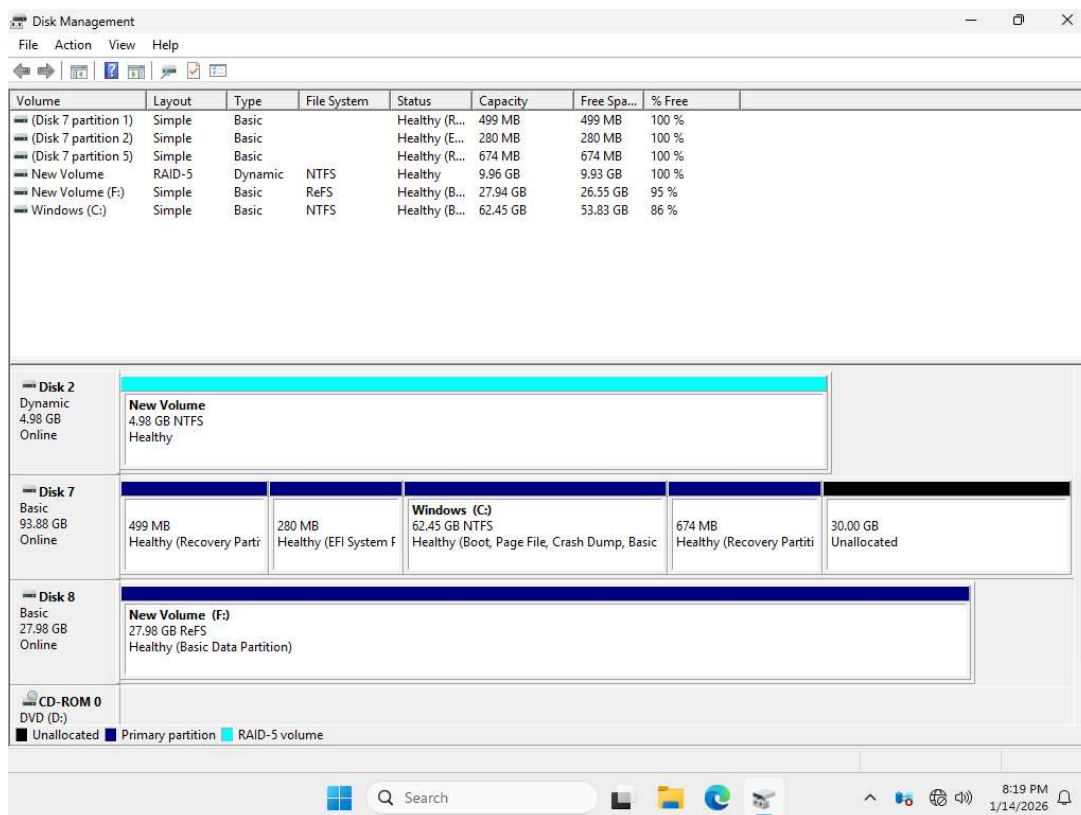 Disk Management
File Action View Help
Volume Layout Type File System Status Capacity Free Spa... % Free
(Disk 7 partition 1) Simple Basic Healthy (R... 499 MB 499 MB 100 %
(Disk 7 partition 2) Simple Basic Healthy (E... 280 MB 280 MB 100 %
(Disk 7 partition 5) Simple Basic Healthy (R... 674 MB 674 MB 100 %
New Volume RAID-5 Dynamic NTFS Healthy 9.96 GB 9.93 GB 100 %
New Volume (F:) Simple Basic ReFS Healthy (B... 27.94 GB 26.55 GB 95 %
Windows (C:) Simple Basic NTFS Healthy (B... 62.45 GB 53.83 GB 86 %
Disk 2
Dynamic
4.98 GB
Online
New Volume
4.98 GB NTFS
Healthy
Disk 7
Basic
93.88 GB
Online
499 MB
Healthy (Recovery Parti
280 MB
Healthy (EFI System P
Windows (C:)
62.45 GB NTFS
Healthy (Boot, Page File, Crash Dump, Basic
674 MB
Healthy (Recovery Partiti
30.00 GB
Unallocated
Disk 8
Basic
27.98 GB
Online
New Volume (F:)
27.98 GB ReFS
Healthy (Basic Data Partition)
CD-ROM 0
DVD (D:)
Unallocated Primary partition RAID-5 volume
Search
8:19 PM
1/14/2026